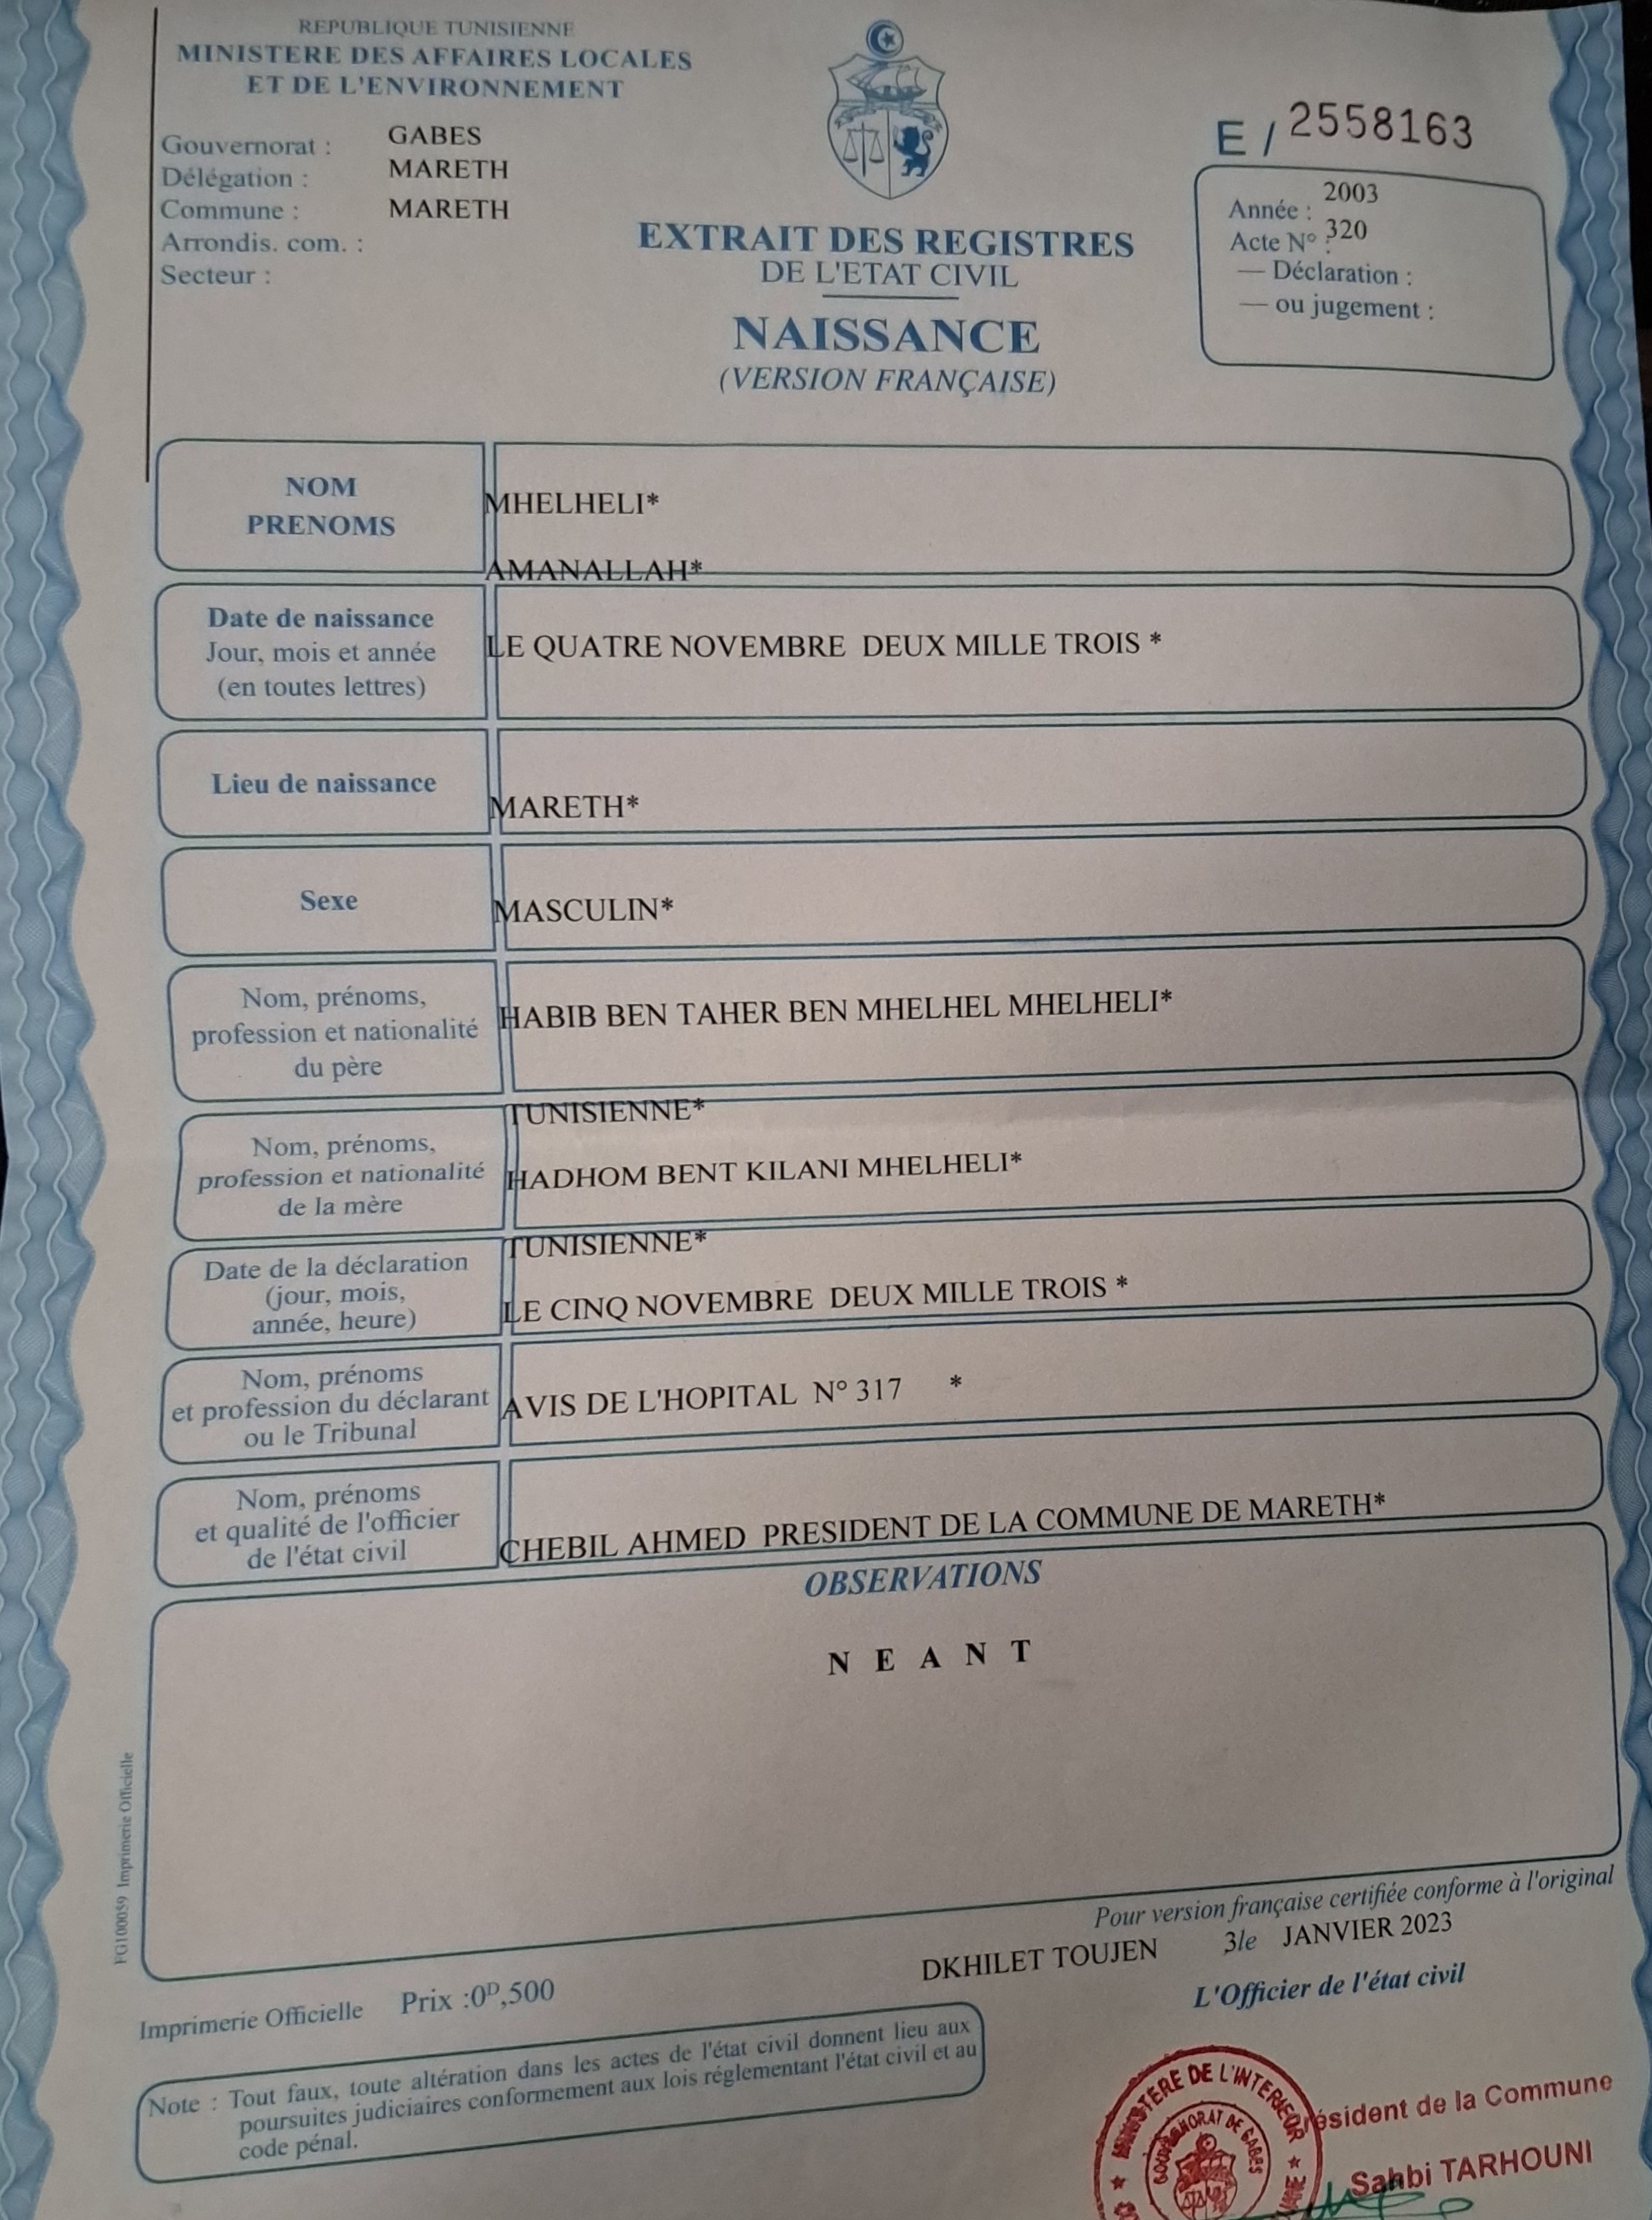 REPUBLIQUE TUNISIENNE
MINISTERE DES AFFAIRES LOCALES
ET DE L'ENVIRONNEMENT
Gouvernorat : GABES
Délégation : MARETH
Commune : MARETH
Arrondis. com. :
Secteur :
E / 2558163
Année : 2003
Acte N° : 320
— Déclaration :
— ou jugement :
EXTRAIT DES REGISTRES
DE L'ETAT CIVIL
NAISSANCE
(VERSION FRANÇAISE)
NOM
PRENOMS
MHELHELI*
AMANALLAH*
Date de naissance
Jour, mois et année
(en toutes lettres)
LE QUATRE NOVEMBRE DEUX MILLE TROIS *
Lieu de naissance
MARETH*
Sexe
MASCULIN*
Nom, prénoms,
profession et nationalité
du père
HABIB BEN TAHER BEN MHELHEL MHELHELI*
TUNISIENNE*
Nom, prénoms,
profession et nationalité
de la mère
HADHOM BENT KILANI MHELHELI*
TUNISIENNE*
Date de la déclaration
(jour, mois,
année, heure)
LE CINQ NOVEMBRE DEUX MILLE TROIS *
Nom, prénoms
et profession du déclarant
ou le Tribunal
AVIS DE L'HOPITAL N° 317 *
Nom, prénoms
et qualité de l'officier
de l'état civil
CHEBIL AHMED PRESIDENT DE LA COMMUNE DE MARETH*
OBSERVATIONS
N E A N T
FG100059 Imprimerie Officielle
Pour version française certifiée conforme à l'original
DKHILET TOUJEN 3le JANVIER 2023
L'Officier de l'état civil
Imprimerie Officielle Prix :0D,500
Note : Tout faux, toute altération dans les actes de l'état civil donnent lieu aux
poursuites judiciaires conformement aux lois réglementant l'état civil et au
code pénal.
MINISTERE DE L'INTERIEUR
GOUVERNORAT DE GABES
ésident de la Commune
Sahbi TARHOUNI